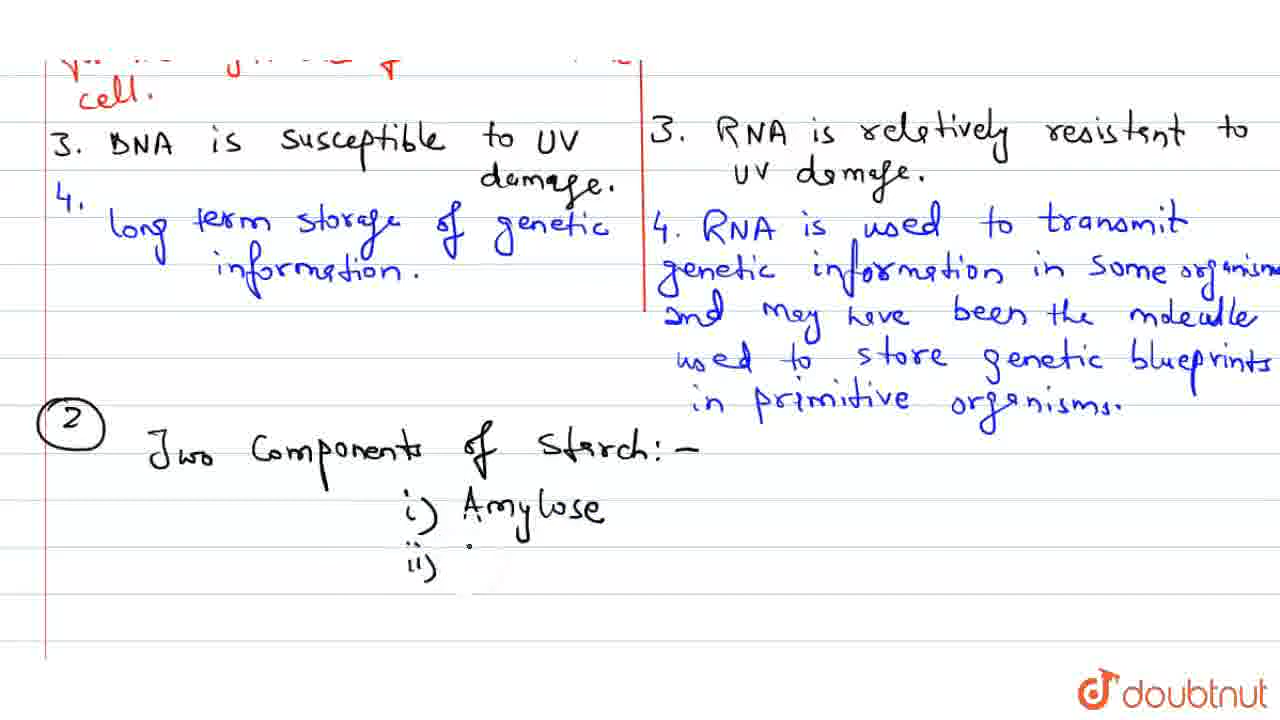 cell.
3. DNA is susceptible to UV
damage.
4.
long term storage of genetic
information.
3. RNA is reletively resistent to
UV damage.
4. RNA is used to transmit
genetic information in some organisms
and may have been the molecule
used to store genetic blueprints
in primitive organisms.
2
Two Components of Starch:-
i) Amylose
ii)
doubtnut